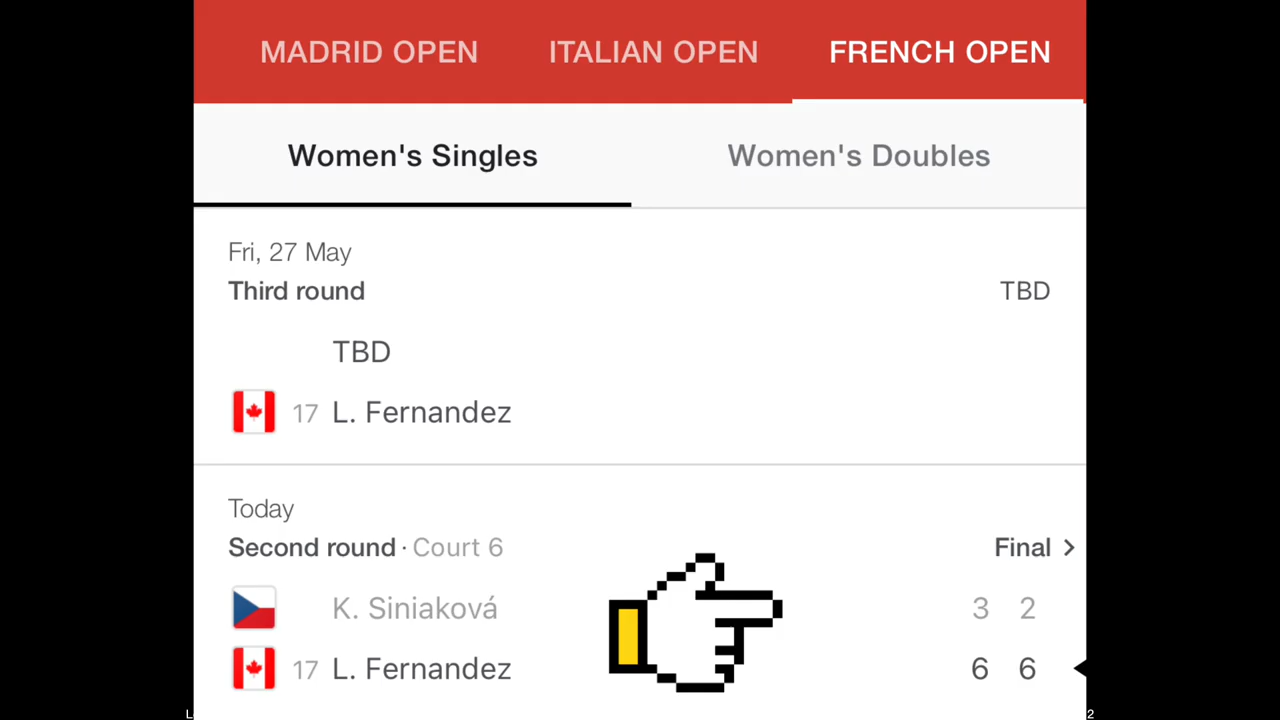 MADRID OPEN ITALIAN OPEN FRENCH OPEN
Women's Singles Women's Doubles
Fri, 27 May
Third round TBD
TBD
17 L. Fernandez
Today
Second round · Court 6 Final >
K. Siniaková 3 2
17 L. Fernandez 6 6
L 2